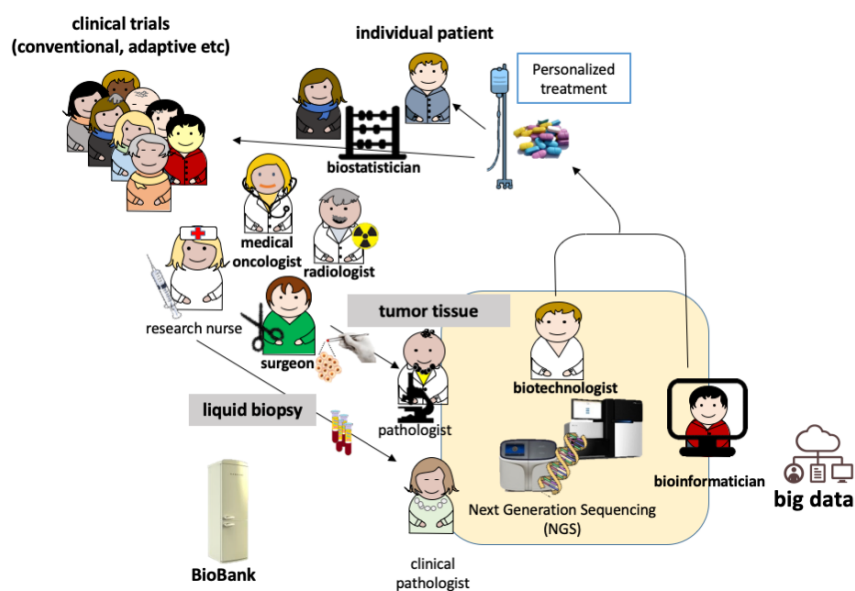 clinical trials
(conventional, adaptive etc)
individual patient
Personalized
treatment
biostatistician
medical
oncologist
radiologist
research nurse
surgeon
tumor tissue
biotechnologist
liquid biopsy
pathologist
bioinformatician
big data
Next Generation Sequencing
(NGS)
BioBank
clinical
pathologist